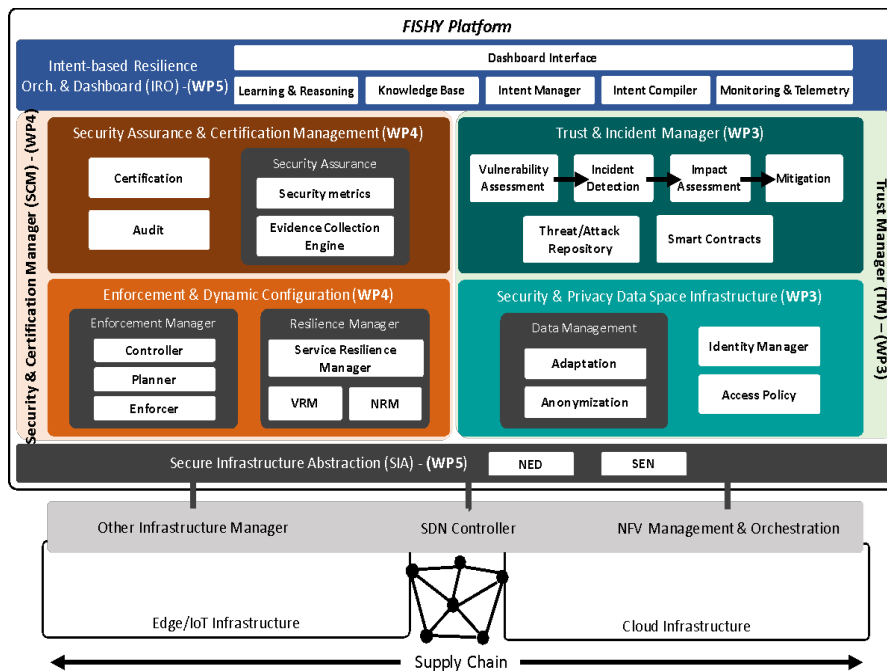 FISHY Platform
Intent-based Resilience
Orch. & Dashboard (IRO) -(WP5)
Dashboard Interface
Learning & Reasoning
Knowledge Base
Intent Manager
Intent Compiler
Monitoring & Telemetry
Security & Certification Manager (SCM) - (WP4)
Security Assurance & Certification Management (WP4)
Certification
Audit
Security Assurance
Security metrics
Evidence Collection
Engine
Trust & Incident Manager (WP3)
Vulnerability
Assessment
Incident
Detection
Impact
Assessment
Mitigation
Threat/Attack
Repository
Smart Contracts
Trust Manager (TM) – (WP3)
Enforcement & Dynamic Configuration (WP4)
Enforcement Manager
Controller
Planner
Enforcer
Resilience Manager
Service Resilience
Manager
VRM
NRM
Security & Privacy Data Space Infrastructure (WP3)
Data Management
Adaptation
Anonymization
Identity Manager
Access Policy
Secure Infrastructure Abstraction (SIA) - (WP5)
NED
SEN
Other Infrastructure Manager
SDN Controller
NFV Management & Orchestration
Edge/IoT Infrastructure
Cloud Infrastructure
Supply Chain